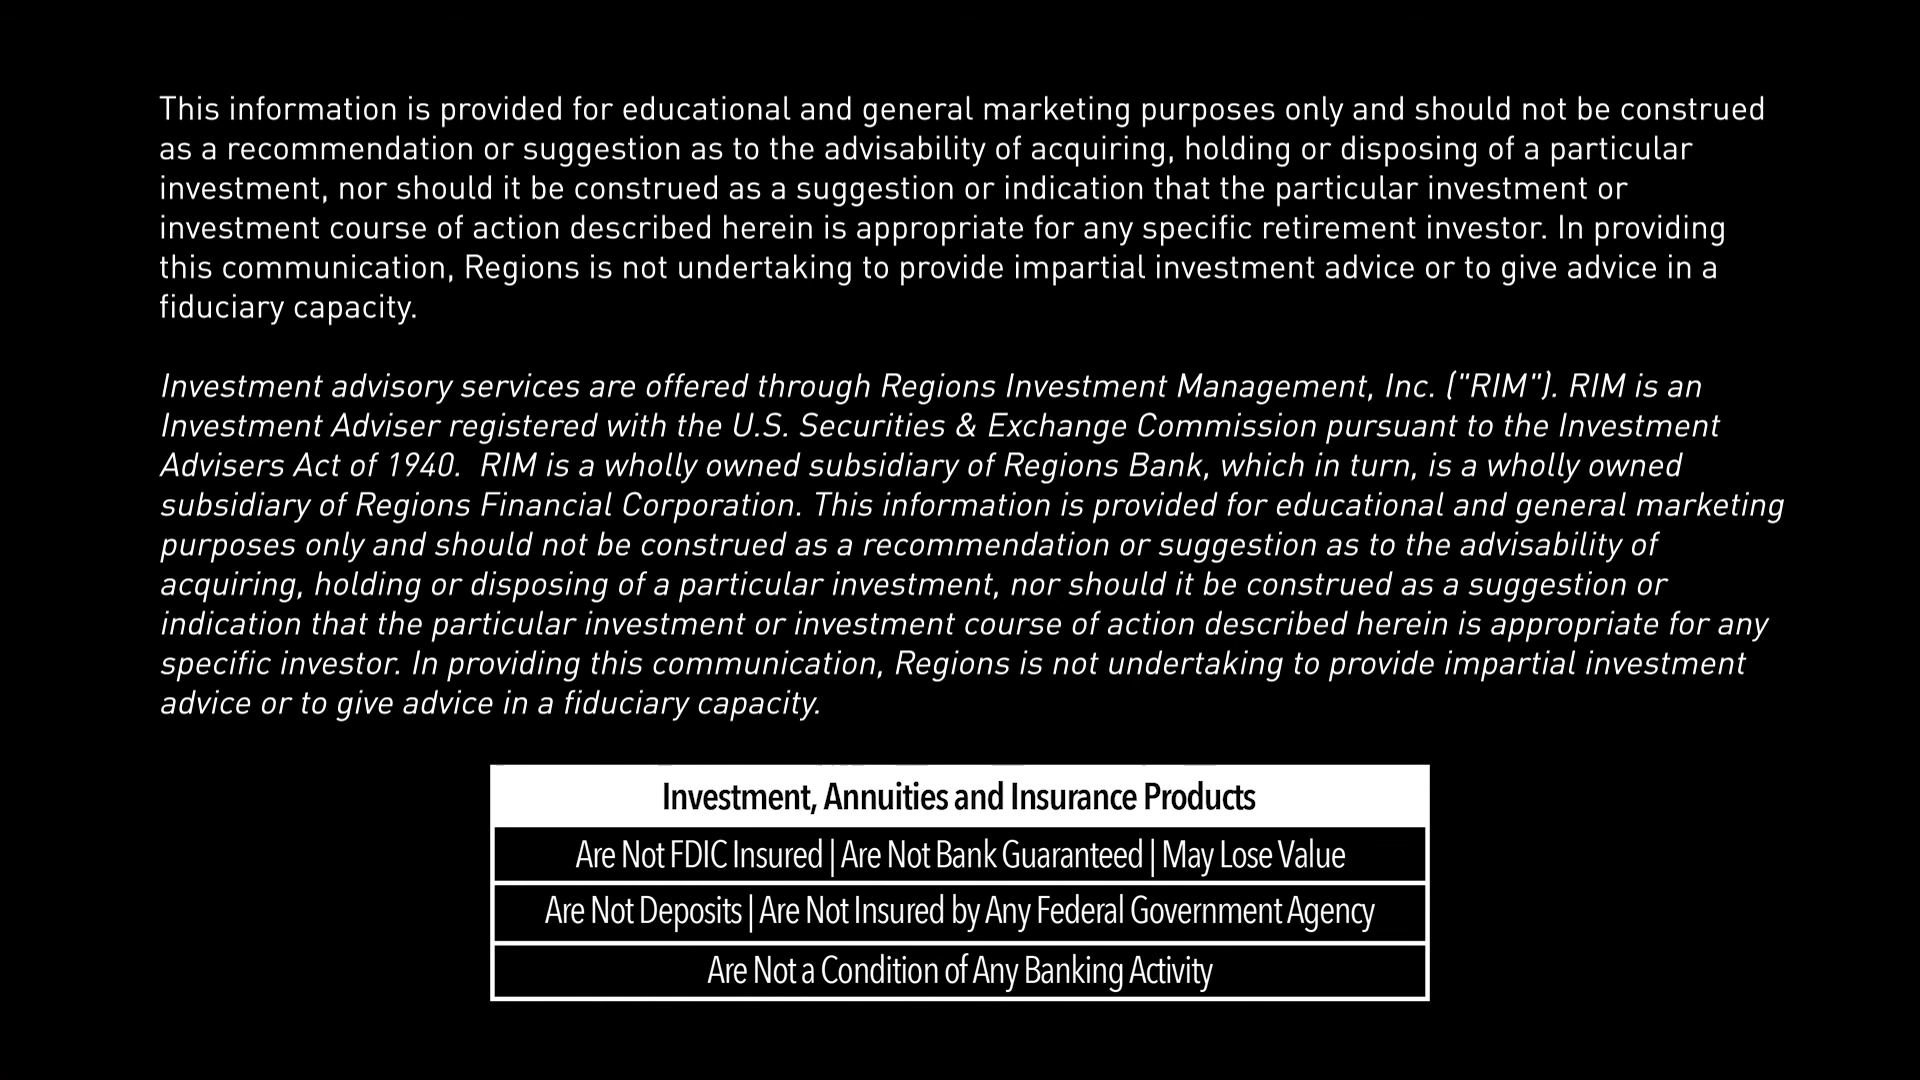 This information is provided for educational and general marketing purposes only and should not be construed
as a recommendation or suggestion as to the advisability of acquiring, holding or disposing of a particular
investment, nor should it be construed as a suggestion or indication that the particular investment or
investment course of action described herein is appropriate for any specific retirement investor. In providing
this communication, Regions is not undertaking to provide impartial investment advice or to give advice in a
fiduciary capacity.
Investment advisory services are offered through Regions Investment Management, Inc. ("RIM"). RIM is an
Investment Adviser registered with the U.S. Securities & Exchange Commission pursuant to the Investment
Advisers Act of 1940.  RIM is a wholly owned subsidiary of Regions Bank, which in turn, is a wholly owned
subsidiary of Regions Financial Corporation. This information is provided for educational and general marketing
purposes only and should not be construed as a recommendation or suggestion as to the advisability of
acquiring, holding or disposing of a particular investment, nor should it be construed as a suggestion or
indication that the particular investment or investment course of action described herein is appropriate for any
specific investor. In providing this communication, Regions is not undertaking to provide impartial investment
advice or to give advice in a fiduciary capacity.
Investment, Annuities and Insurance Products
Are Not FDIC Insured | Are Not Bank Guaranteed | May Lose Value
Are Not Deposits | Are Not Insured by Any Federal Government Agency
Are Not a Condition of Any Banking Activity